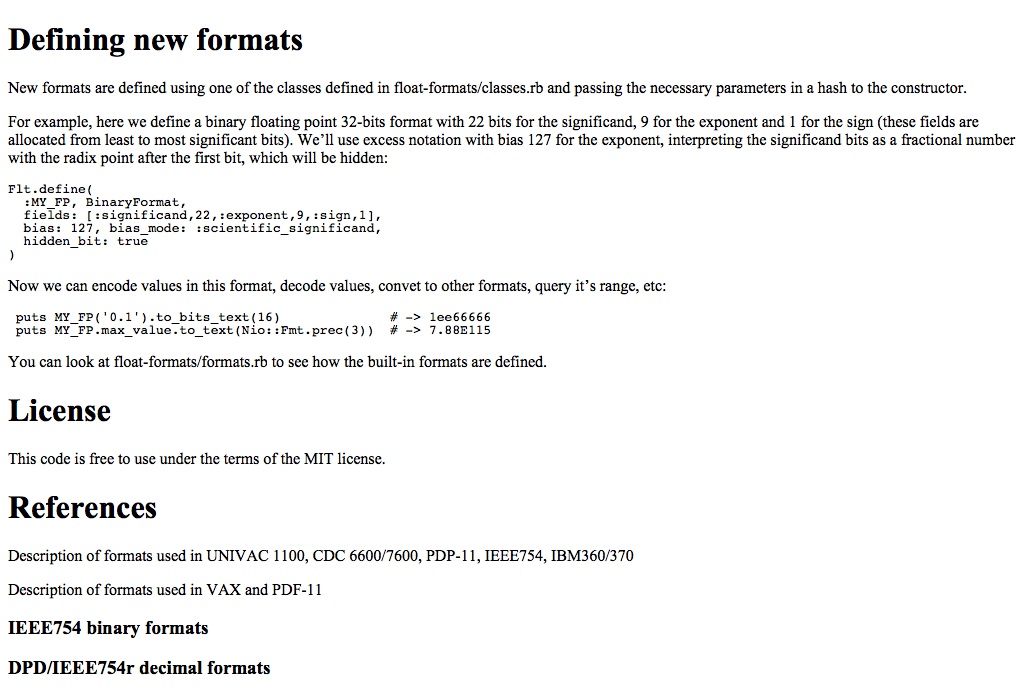 Defining new formats
New formats are defined using one of the classes defined in float-formats/classes.rb and passing the necessary parameters in a hash to the constructor.
For example, here we define a binary floating point 32-bits format with 22 bits for the significand, 9 for the exponent and 1 for the sign (these fields are
allocated from least to most significant bits). We’ll use excess notation with bias 127 for the exponent, interpreting the significand bits as a fractional number
with the radix point after the first bit, which will be hidden:
Flt.define(
  :MY_FP, BinaryFormat,
  fields: [:significand,22,:exponent,9,:sign,1],
  bias: 127, bias_mode: :scientific_significand,
  hidden_bit: true
)
Now we can encode values in this format, decode values, convet to other formats, query it’s range, etc:
puts MY_FP('0.1').to_bits_text(16)              # -> 1ee66666
puts MY_FP.max_value.to_text(Nio::Fmt.prec(3))  # -> 7.88E115
You can look at float-formats/formats.rb to see how the built-in formats are defined.
License
This code is free to use under the terms of the MIT license.
References
Description of formats used in UNIVAC 1100, CDC 6600/7600, PDP-11, IEEE754, IBM360/370
Description of formats used in VAX and PDF-11
IEEE754 binary formats
DPD/IEEE754r decimal formats